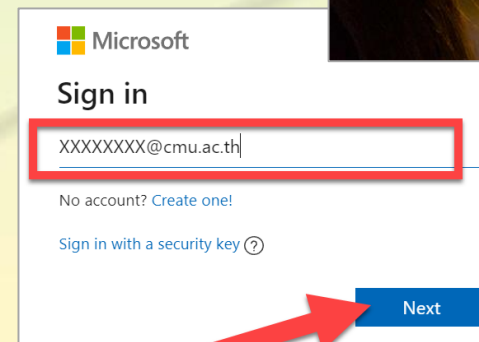 Microsoft
Sign in
XXXXXXXX@cmu.ac.th
No account? Create one!
Sign in with a security key ?
Next